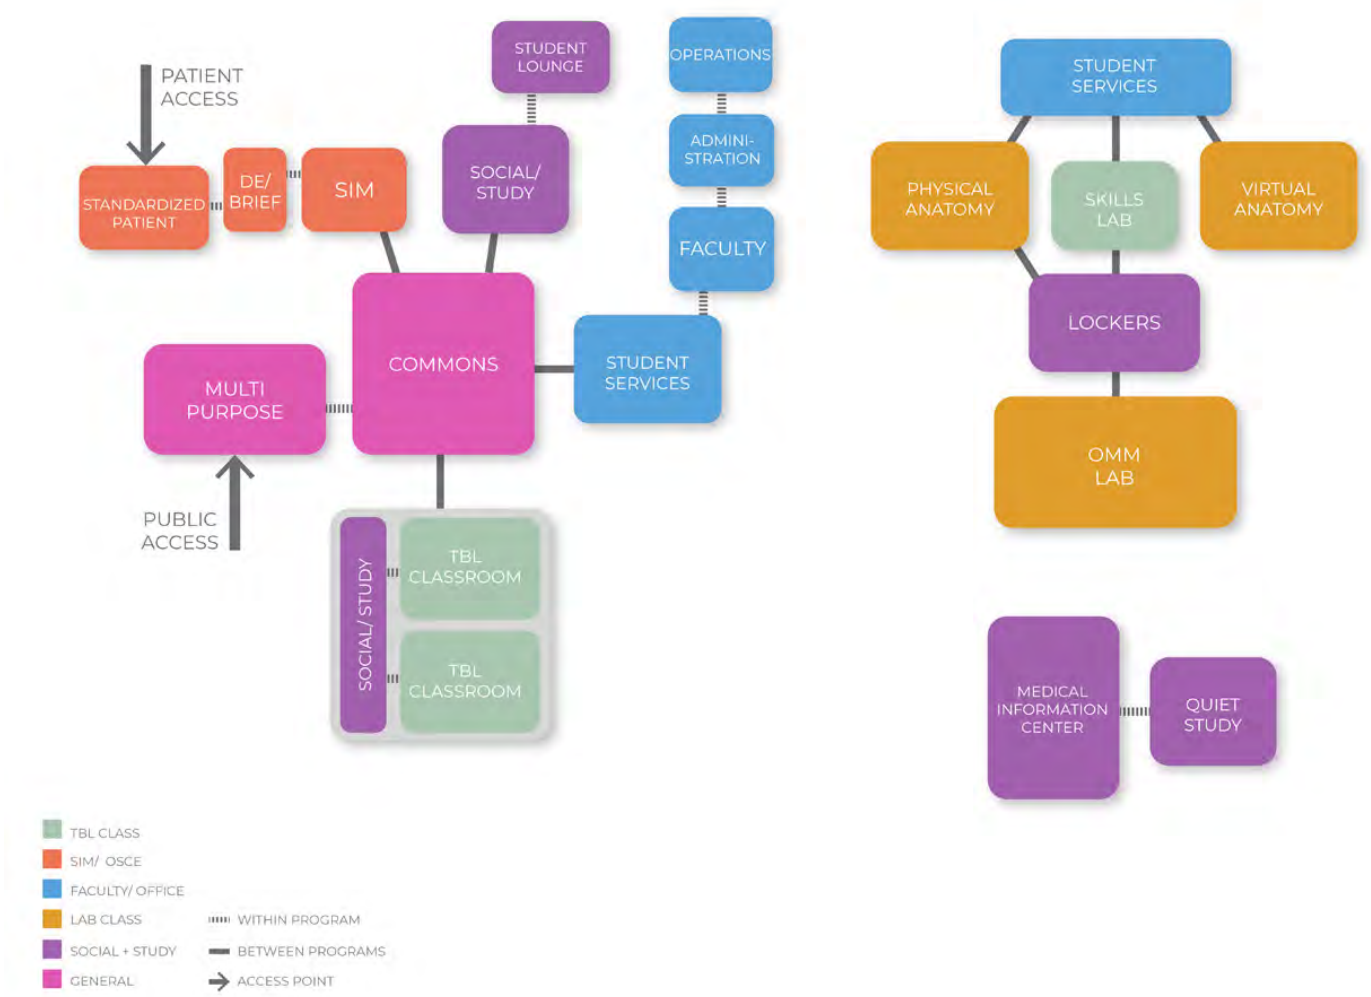 PATIENT
ACCESS
STANDARDIZED
PATIENT
DE/
BRIEF
SIM
STUDENT
LOUNGE
SOCIAL/
STUDY
OPERATIONS
ADMINI-
STRATION
FACULTY
COMMONS
STUDENT
SERVICES
MULTI
PURPOSE
PUBLIC
ACCESS
SOCIAL/ STUDY
TBL
CLASSROOM
TBL
CLASSROOM
STUDENT
SERVICES
PHYSICAL
ANATOMY
SKILLS
LAB
VIRTUAL
ANATOMY
LOCKERS
OMM
LAB
MEDICAL
INFORMATION
CENTER
QUIET
STUDY
TBL CLASS
SIM/ OSCE
FACULTY/ OFFICE
LAB CLASS
SOCIAL + STUDY
GENERAL
WITHIN PROGRAM
BETWEEN PROGRAMS
ACCESS POINT